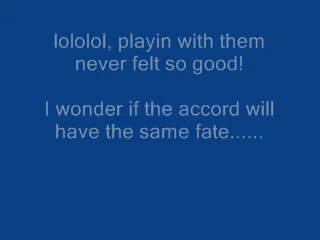 lololol, playin with them
never felt so good!
I wonder if the accord will
have the same fate......